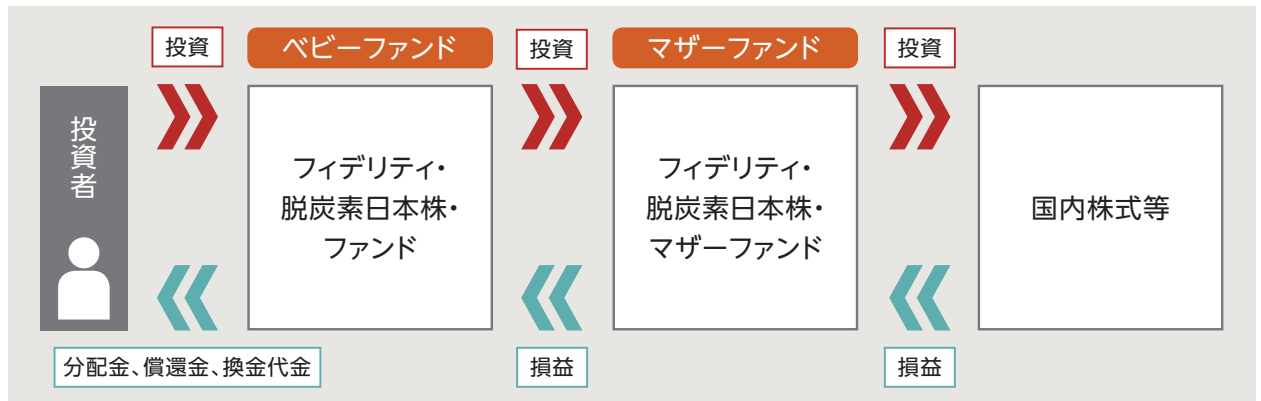 投資
ベビーファンド
投資
マザーファンド
投資
投資者
フィデリティ・
脱炭素日本株・
ファンド
フィデリティ・
脱炭素日本株・
マザーファンド
国内株式等
分配金、償還金、換金代金
損益
損益